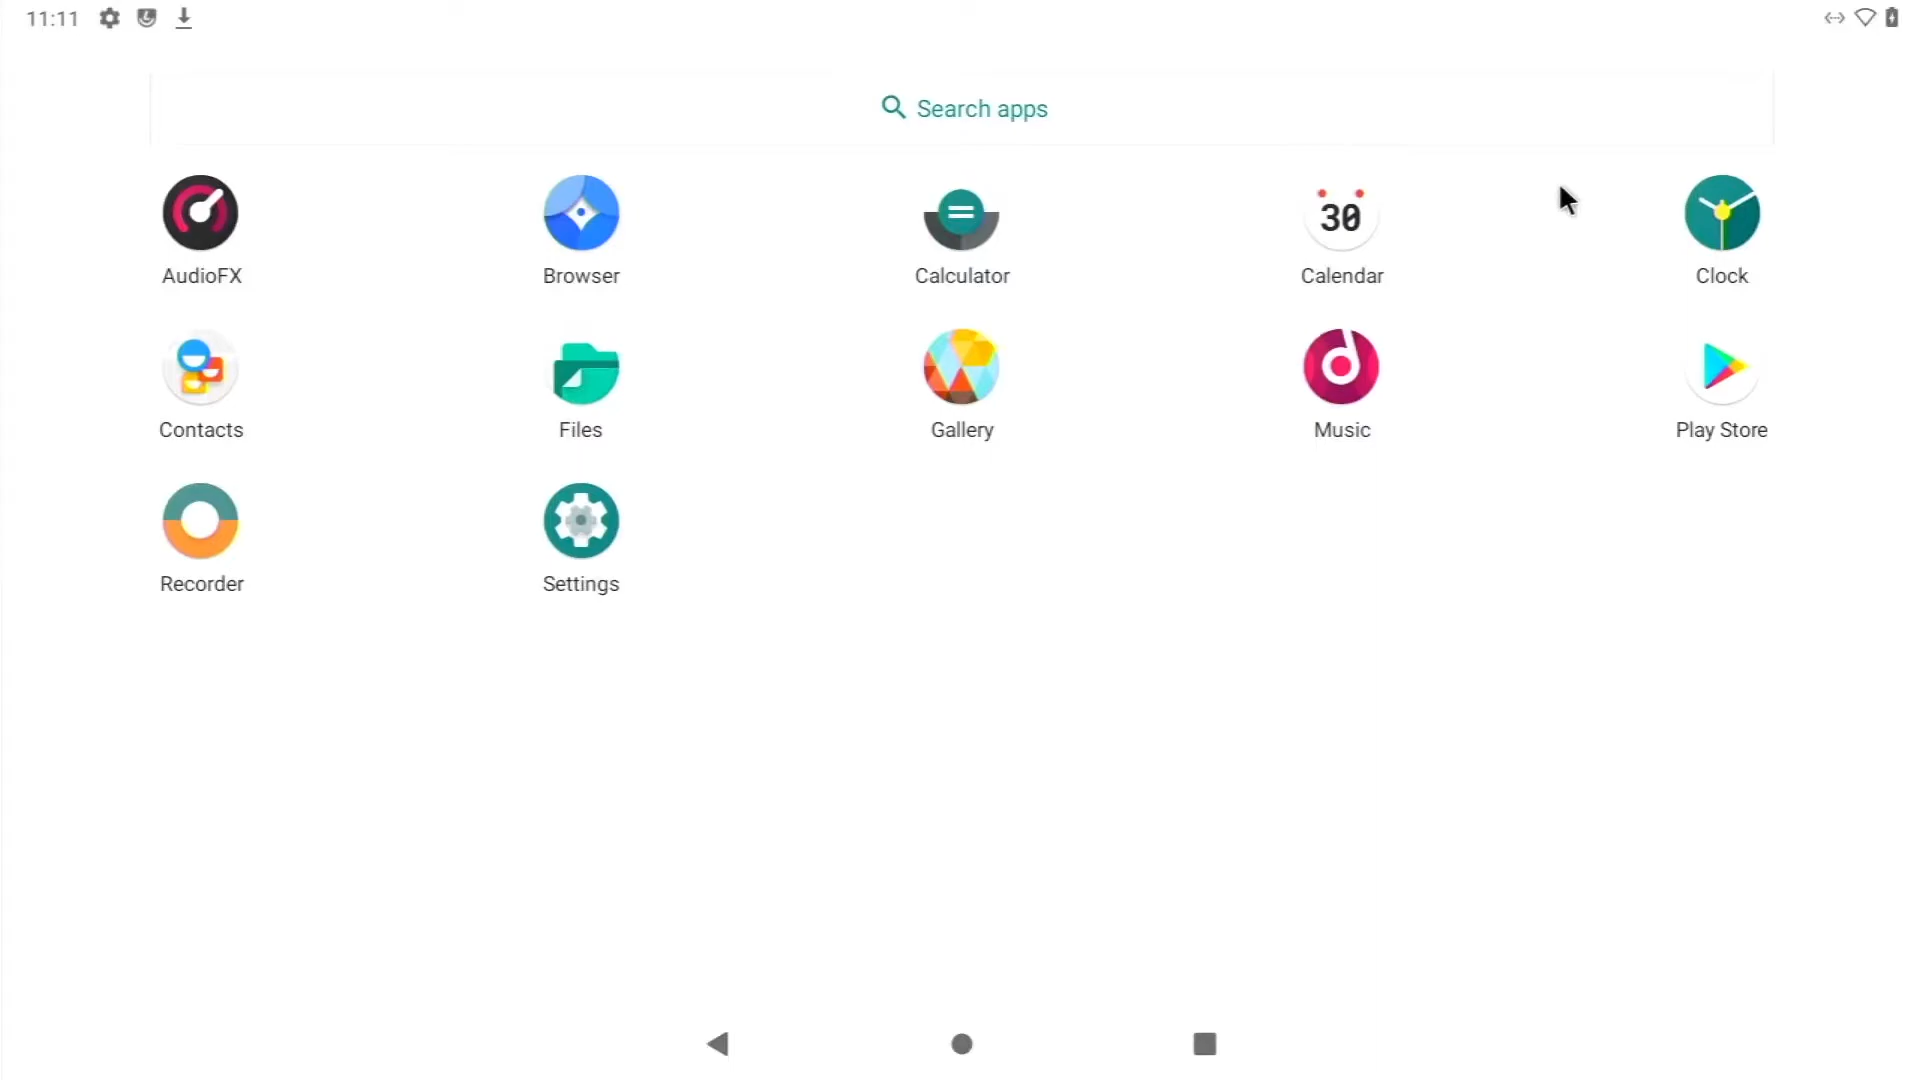 11:11
Search apps
AudioFX
Browser
Calculator
30
Calendar
Clock
Contacts
Files
Gallery
Music
Play Store
Recorder
Settings